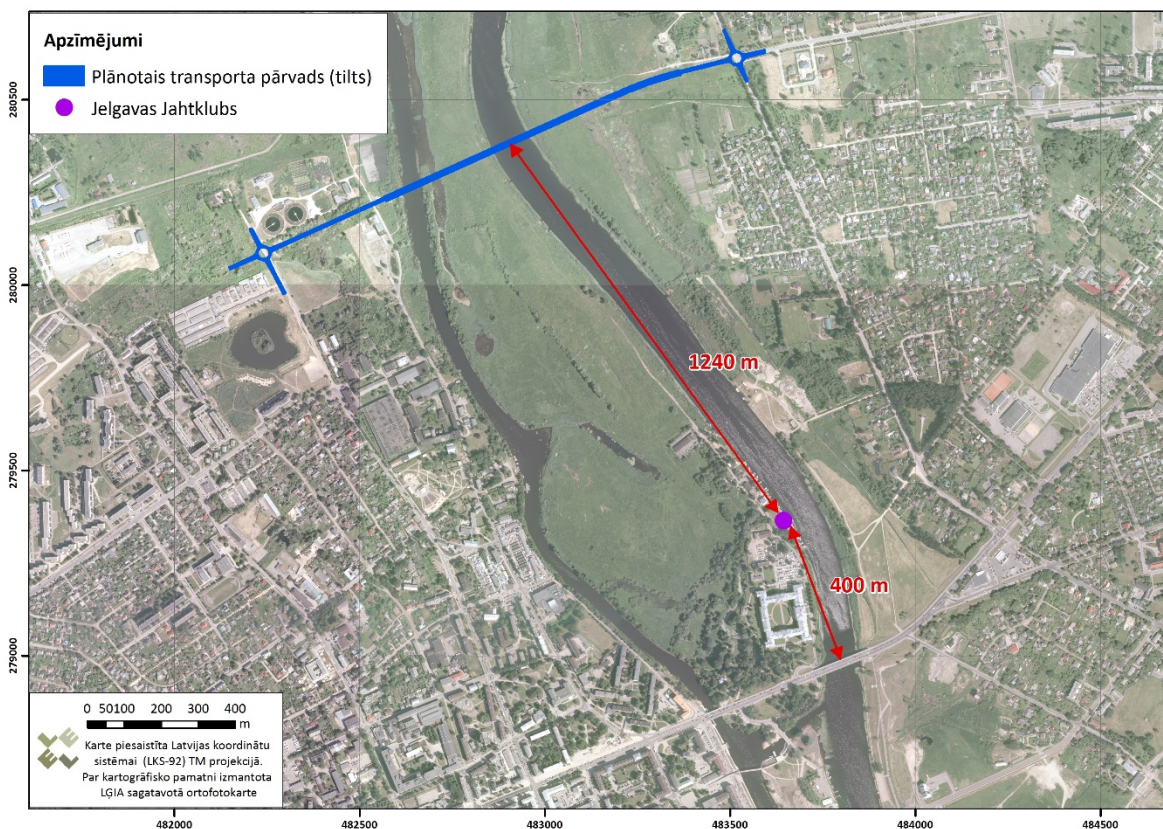 Apzīmējumi
Plānotais transporta pārvads (tilts)
Jelgavas Jahtklubs
280500
280000
279500
279000
1240 m
400 m
0 50100 200 300 400
m
Karte piesaistīta Latvijas koordinātu
sistēmai (LKS-92) TM projekcijā.
Par kartogrāfisko pamatni izmantota
LĢIA sagatavotā ortofotokarte
482000
482500
483000
483500
484000
484500